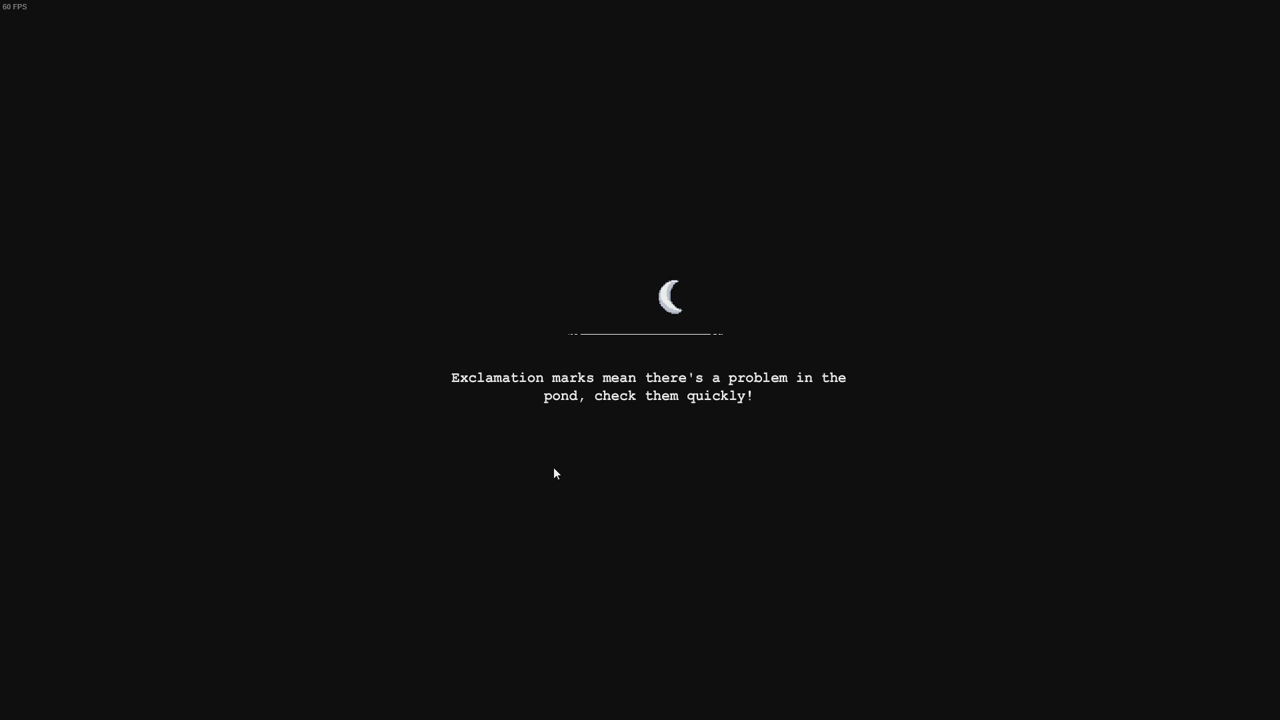 60 FPS
Exclamation marks mean there's a problem in the
pond, check them quickly!